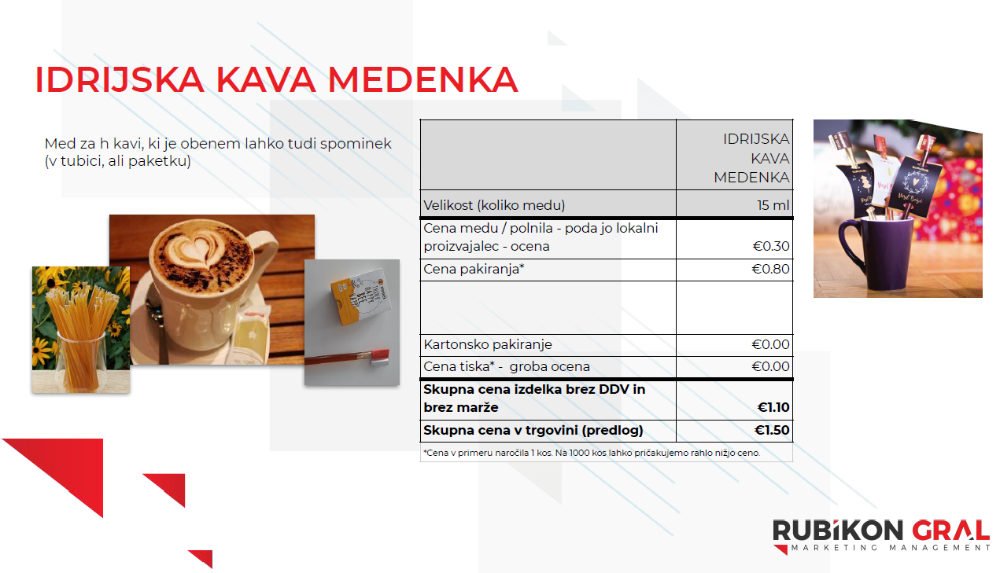 IDRIJSKA KAVA MEDENKA
Med za h kavi, ki je obenem lahko tudi spominek
(v tubici, ali paketku)
IDRIJSKA
KAVA
MEDENKA
Velikost (koliko medu) 15 ml
Cena medu / polnila - poda jo lokalni
proizvajalec - ocena €0.30
Cena pakiranja* €0.80
Kartonsko pakiranje €0.00
Cena tiska* - groba ocena €0.00
Skupna cena izdelka brez DDV in
brez marže €1.10
Skupna cena v trgovini (predlog) €1.50
*Cena v primeru naročila 1 kos. Na 1000 kos lahko pričakujemo rahlo nižjo ceno.
RUBIKON GRAL
MARKETING MANAGEMENT